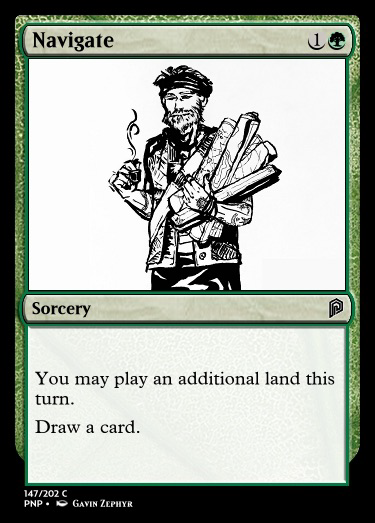 Navigate 1
Sorcery
You may play an additional land this
turn.
Draw a card.
147/202 C
PNP • Gavin Zephyr